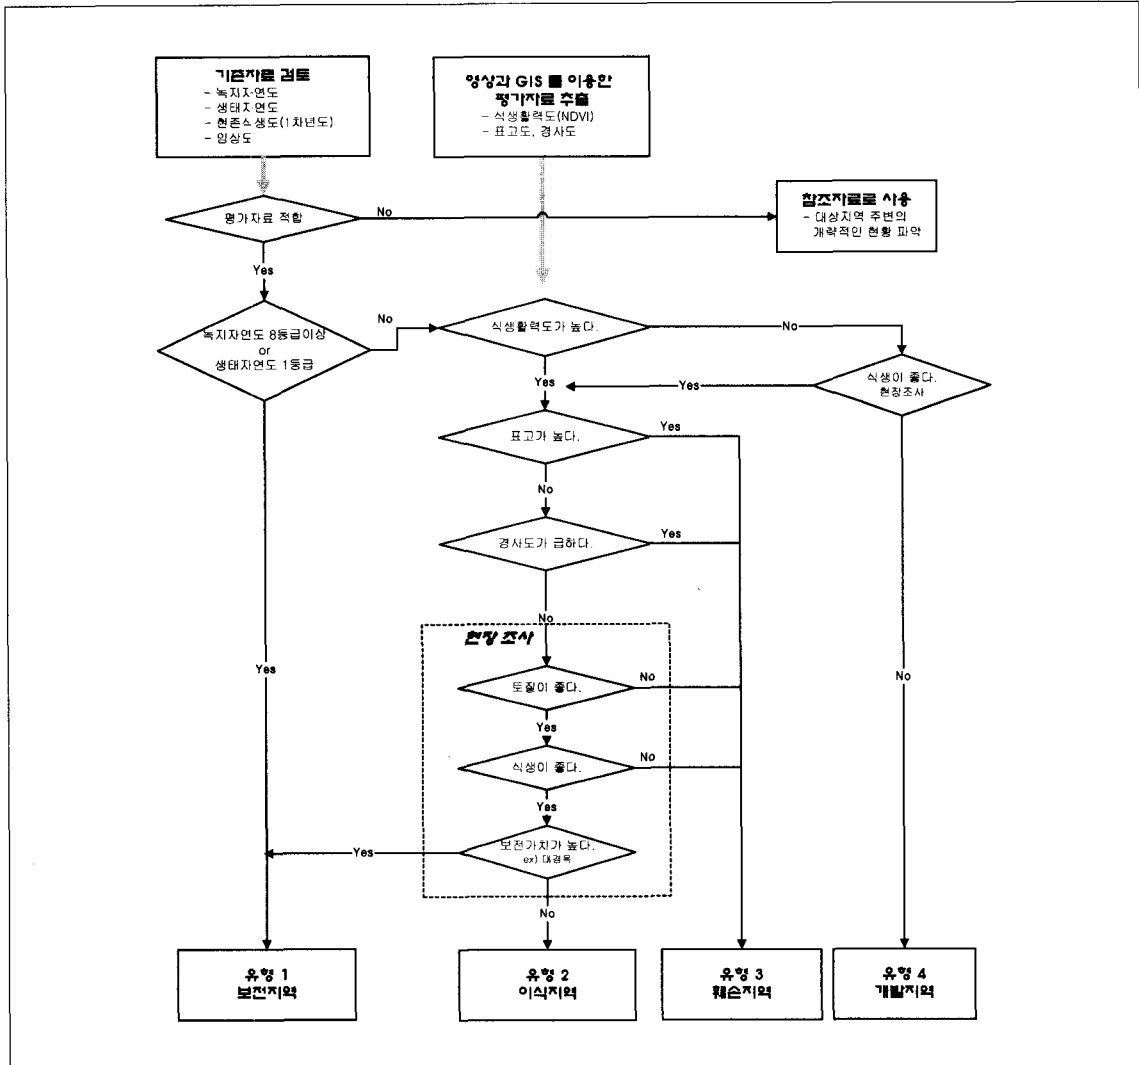 기존자료 검토
- 녹지자연도
- 생태자연도
- 현존식생도(1차년도)
- 임상도
영상과 GIS 를 이용한
평가자료 추출
- 식생활력도(NDVI)
- 표고도, 경사도
평가자료 적합
No
참조자료로 사용
- 대상지역 주변의
개략적인 현황 파악
Yes
녹지자연도 8등급이상
or
생태자연도 1등급
No
식생활력도가 높다.
No
식생이 좋다.
현장조사
Yes
Yes
표고가 높다.
Yes
No
경사도가 급하다.
Yes
No
현장 조사
Yes
토질이 좋다.
No
No
Yes
식생이 좋다.
No
Yes
보전가치가 높다.
ex) 대경목
Yes
No
유형 1
보전지역
유형 2
이식지역
유형 3
훼손지역
유형 4
개발지역